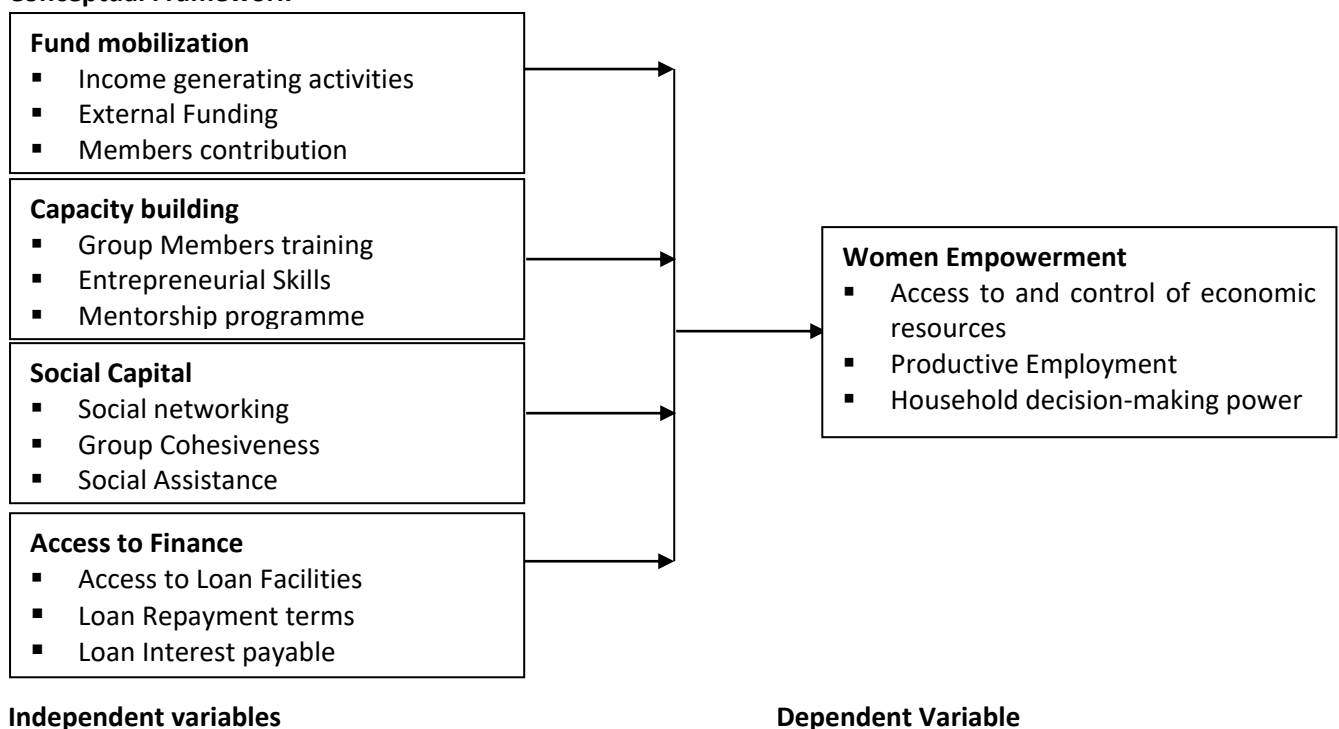 Conceptual Framework
Fund mobilization
▪ Income generating activities
▪ External Funding
▪ Members contribution
Capacity building
▪ Group Members training
▪ Entrepreneurial Skills
▪ Mentorship programme
Social Capital
▪ Social networking
▪ Group Cohesiveness
▪ Social Assistance
Access to Finance
▪ Access to Loan Facilities
▪ Loan Repayment terms
▪ Loan Interest payable
Women Empowerment
▪ Access to and control of economic
resources
▪ Productive Employment
▪ Household decision-making power
Independent variables
Dependent Variable